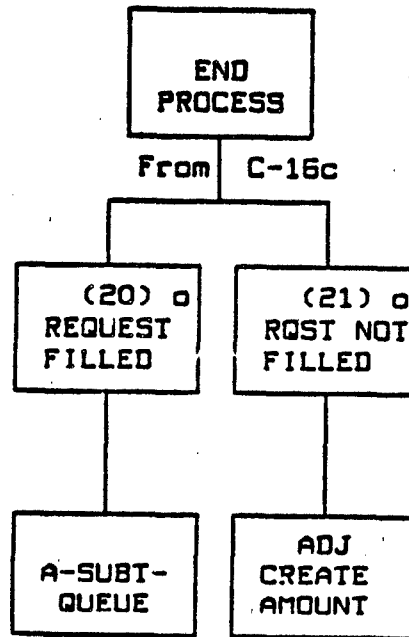 END
PROCESS
From C-16c
(20) o
REQUEST
FILLED
(21) o
RQST NOT
FILLED
A-SUBT-
QUEUE
ADJ
CREATE
AMOUNT